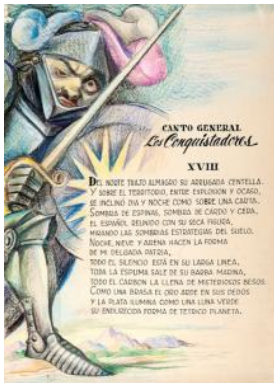 CANTO GENERAL
Los Conquistadores
XVIII
DEL NORTE TRAJO ALMAGRO SU ARRUGADA CENTELLA.
Y SOBRE EL TERRITORIO, ENTRE EXPLOSION Y OCASO,
SE INCLINÓ DIA Y NOCHE COMO SOBRE UNA CARTA.
SOMBRA DE ESPINAS, SOMBRA DE CARDO Y CERA,
EL ESPAÑOL REUNIDO CON SU SECA FIGURA,
MIRANDO LAS SOMBRIAS ESTRATEGIAS DEL SUELO.
NOCHE, NIEVE Y ARENA HACEN LA FORMA
DE MI DELGADA PATRIA,
TODO EL SILENCIO ESTÁ EN SU LARGA LINEA,
TODA LA ESPUMA SALE DE SU BARBA MARINA,
TODO EL CARBON LA LLENA DE MISTERIOSOS BESOS.
COMO UNA BRASA EL ORO ARDE EN SUS DEDOS
Y LA PLATA ILUMINA COMO UNA LUNA VERDE
SU ENDURECIDA FORMA DE TETRICO PLANETA.